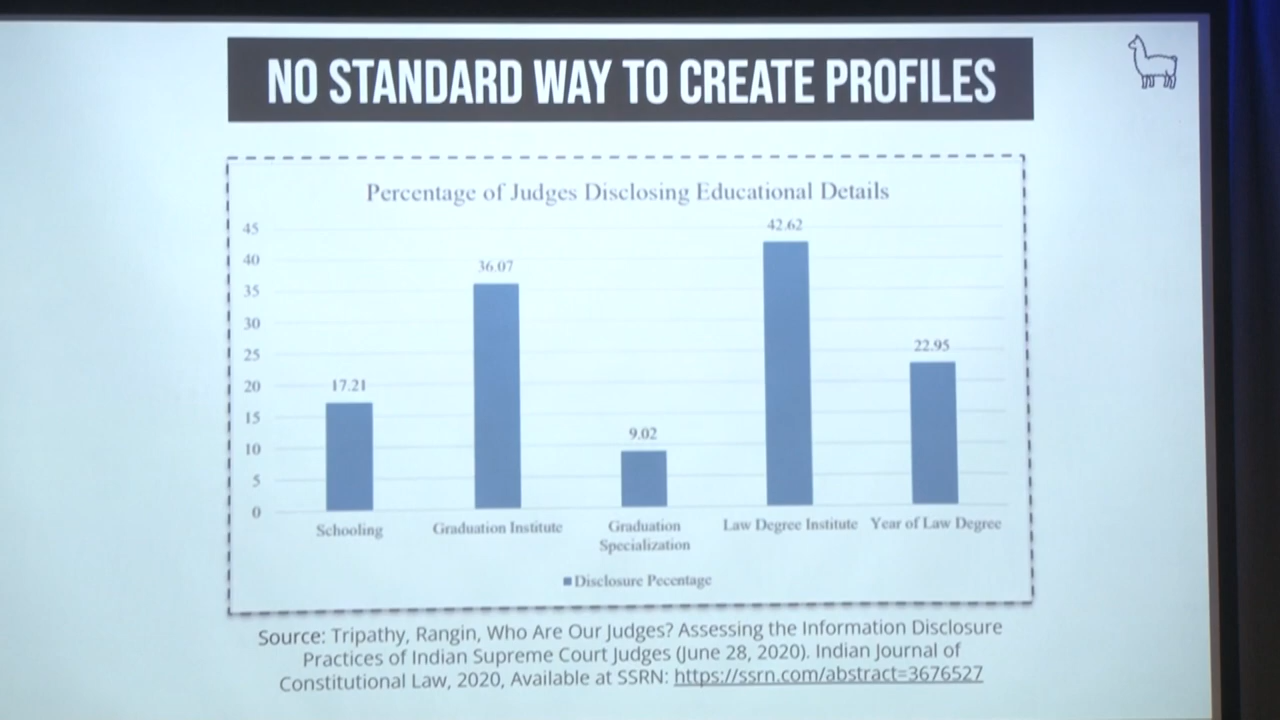 NO STANDARD WAY TO CREATE PROFILES
Percentage of Judges Disclosing Educational Details
45
40
35
30
25
20
15
10
5
0
17.21
36.07
9.02
42.62
22.95
Schooling
Graduation Institute
Graduation
Specialization
Law Degree Institute
Year of Law Degree
Disclosure Pecentage
Source: Tripathy, Rangin, Who Are Our Judges? Assessing the Information Disclosure
Practices of Indian Supreme Court Judges (June 28, 2020). Indian Journal of
Constitutional Law, 2020, Available at SSRN: https://ssrn.com/abstract=3676527